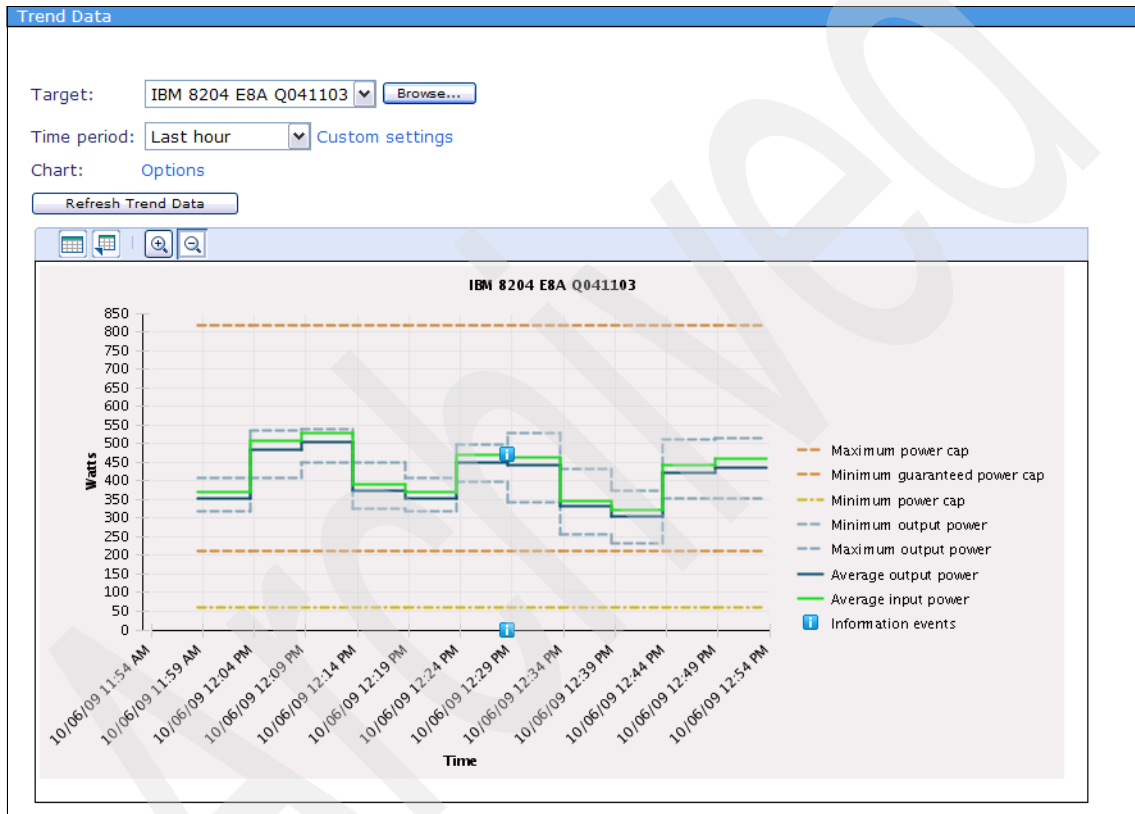 Trend Data
Target: IBM 8204 E8A Q041103 Browse...
Time period: Last hour Custom settings
Chart: Options
Refresh Trend Data
IBM 8204 E8A Q041103
850
800
750
700
650
600
550
500
450
400
350
300
250
200
150
100
50
0
Watts
Maximum power cap
Minimum guaranteed power cap
Minimum power cap
Minimum output power
Maximum output power
Average output power
Average input power
Information events
10/06/09 11:54 AM
10/06/09 11:59 AM
10/06/09 12:04 PM
10/06/09 12:09 PM
10/06/09 12:14 PM
10/06/09 12:19 PM
10/06/09 12:24 PM
10/06/09 12:29 PM
10/06/09 12:34 PM
10/06/09 12:39 PM
10/06/09 12:44 PM
10/06/09 12:49 PM
10/06/09 12:54 PM
Time
Archived